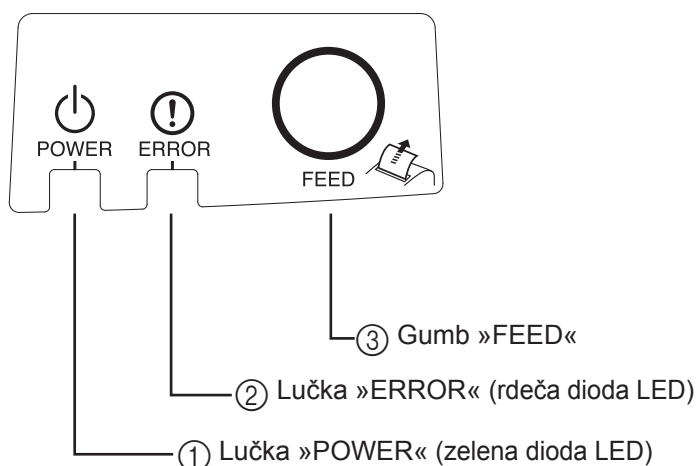 POWER
ERROR
FEED
③ Gumb »FEED«
② Lučka »ERROR« (rdeča dioda LED)
① Lučka »POWER« (zelena dioda LED)